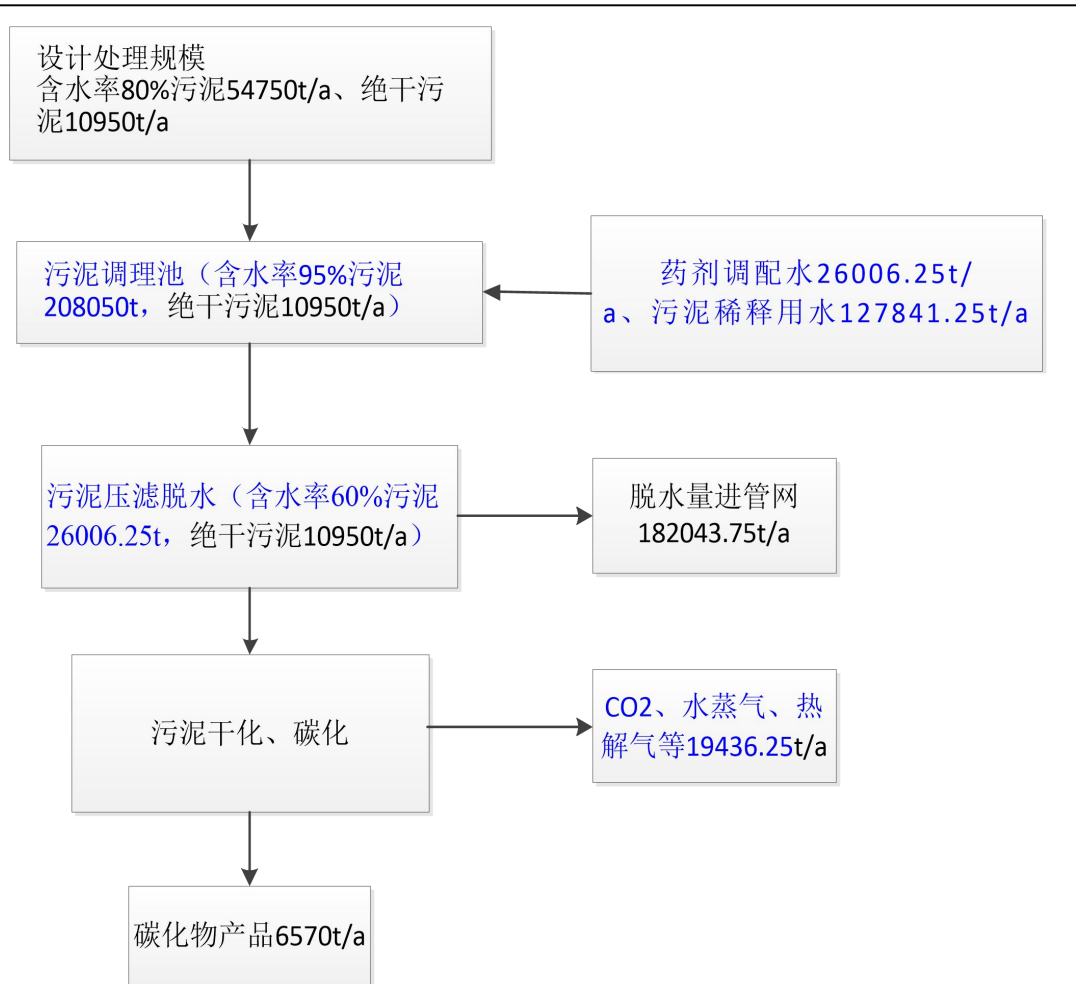 设计处理规模
含水率80%污泥54750t/a、绝干污
泥10950t/a
污泥调理池（含水率95%污泥
208050t，绝干污泥10950t/a）
药剂调配水26006.25t/
a、污泥稀释用水127841.25t/a
污泥压滤脱水（含水率60%污泥
26006.25t，绝干污泥10950t/a）
脱水量进管网
182043.75t/a
污泥干化、碳化
CO2、水蒸气、热
解气等19436.25t/a
碳化物产品6570t/a